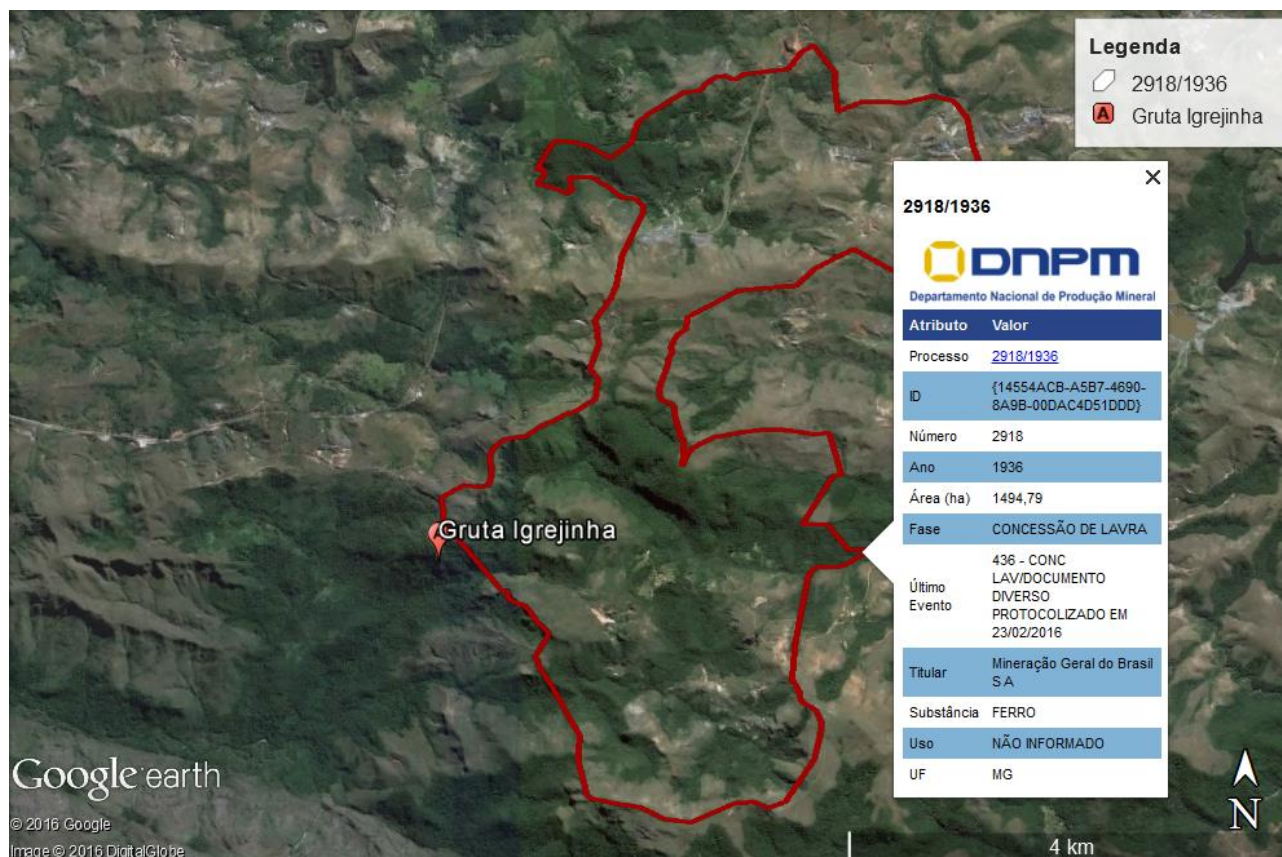 Legenda
2918/1936
A Gruta Igrejinha
2918/1936
DNPM
Departamento Nacional de Produção Mineral
Atributo Valor
Processo 2918/1936
ID {14554ACB-A5B7-4690-
8A9B-00DAC4D51DDD}
Número 2918
Ano 1936
Área (ha) 1494,79
Fase CONCESSÃO DE LAVRA
Último Evento 436 - CONC
LAV/DOCUMENTO
DIVERSO
PROTOCOLIZADO EM
23/02/2016
Titular Mineração Geral do Brasil
S A
Substância FERRO
Uso NÃO INFORMADO
UF MG
Gruta Igrejinha
Google earth
© 2016 Google
Image © 2016 DigitalGlobe
4 km
N